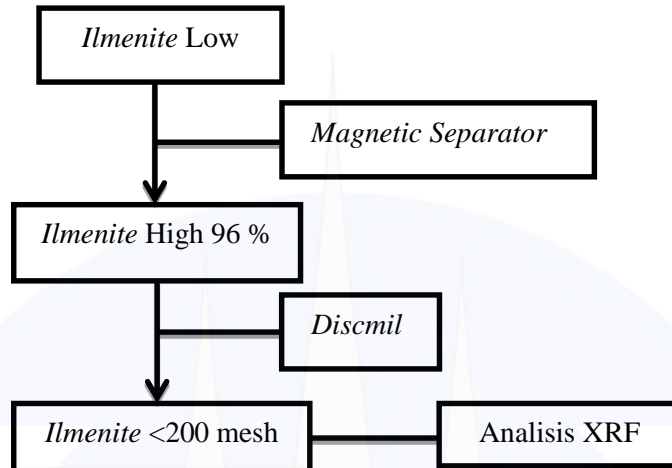 Ilmenite Low
Magnetic Separator
Ilmenite High 96 %
Discmil
Ilmenite <200 mesh
Analisis XRF